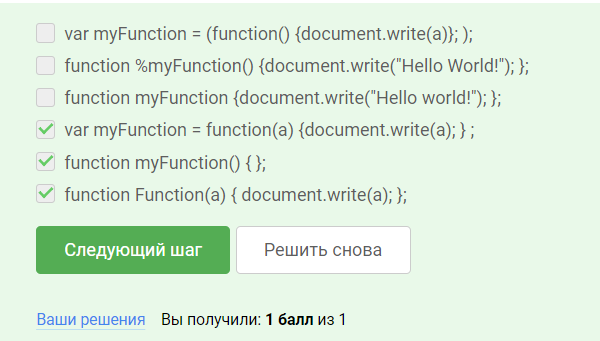 var myFunction = (function() {document.write(a)}; );
function %myFunction() {document.write("Hello World!"); };
function myFunction {document.write("Hello world!"); };
var myFunction = function(a) {document.write(a); } ;
function myFunction() { };
function Function(a) { document.write(a); };
Следующий шаг Решить снова
Ваши решения Вы получили: 1 балл из 1